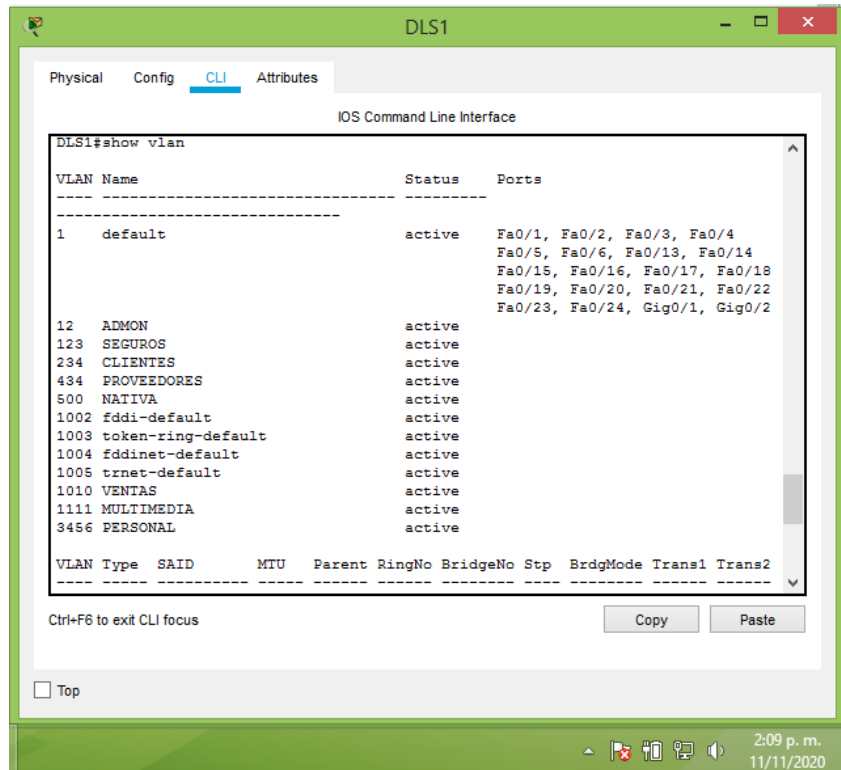 DLS1
Physical Config CLI Attributes
IOS Command Line Interface
DLS1#show vlan
VLAN Name Status Ports
---- -------------------------------- ---------
-------------------------------
1 default active Fa0/1, Fa0/2, Fa0/3, Fa0/4
Fa0/5, Fa0/6, Fa0/13, Fa0/14
Fa0/15, Fa0/16, Fa0/17, Fa0/18
Fa0/19, Fa0/20, Fa0/21, Fa0/22
Fa0/23, Fa0/24, Gig0/1, Gig0/2
12 ADMON active
123 SEGUROS active
234 CLIENTES active
434 PROVEEDORES active
500 NATIVA active
1002 fddi-default active
1003 token-ring-default active
1004 fddinet-default active
1005 trnet-default active
1010 VENTAS active
1111 MULTIMEDIA active
3456 PERSONAL active
VLAN Type SAID MTU Parent RingNo BridgeNo Stp BrdgMode Trans1 Trans2
---- ----- ---------- ----- ------ ------ -------- ---- -------- ------ ------
Ctrl+F6 to exit CLI focus
Copy Paste
Top
2:09 p. m.
11/11/2020